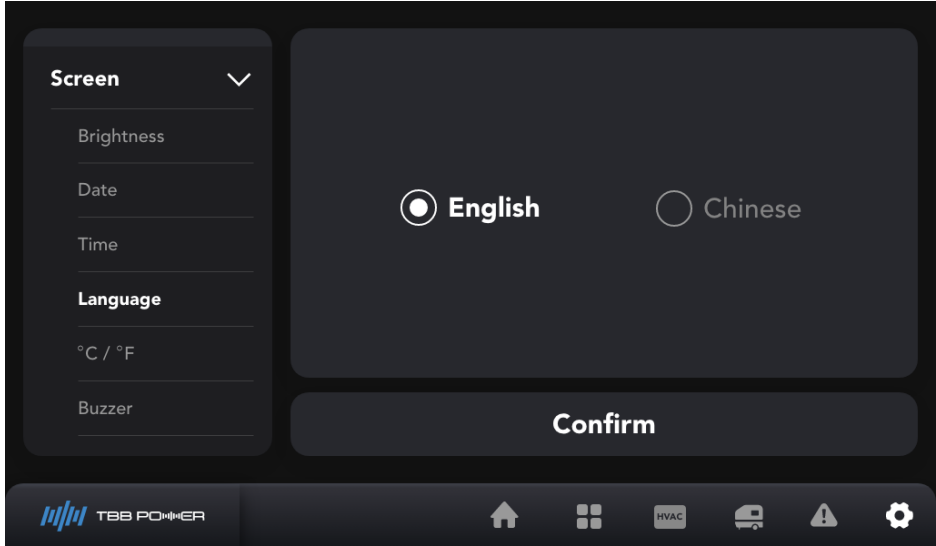 Screen
Brightness
Date
Time
Language
°C / °F
Buzzer
English
Chinese
Confirm
TBB POWER
HVAC